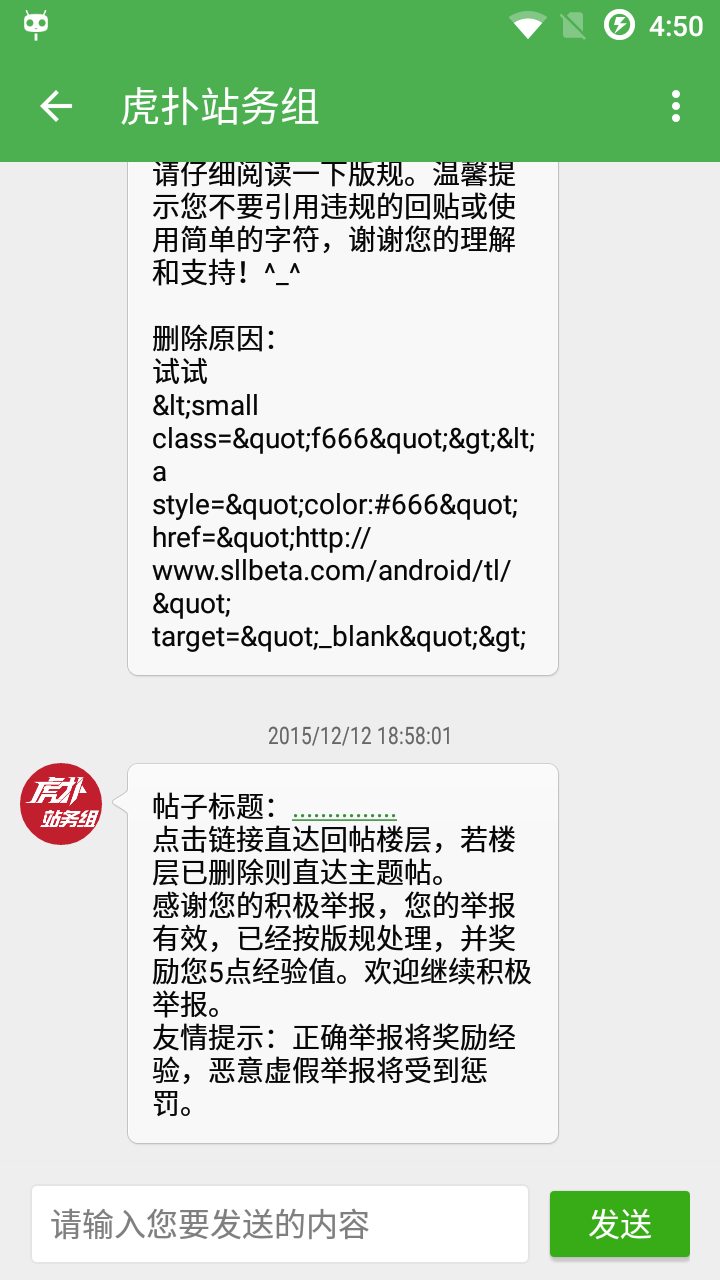 4:50
虎扑站务组
请仔细阅读一下版规。温馨提
示您不要引用违规的回贴或使
用简单的字符，谢谢您的理解
和支持！^_^
删除原因：
试试
&lt;small
class=&quot;f666&quot;&gt;&lt;
a
style=&quot;color:#666&quot;
href=&quot;http://
www.sllbeta.com/android/tl/
&quot;
target=&quot;_blank&quot;&gt;
2015/12/12 18:58:01
虎扑
站务组
帖子标题：...............
点击链接直达回帖楼层，若楼
层已删除则直达主题帖。
感谢您的积极举报，您的举报
有效，已经按版规处理，并奖
励您5点经验值。欢迎继续积极
举报。
友情提示：正确举报将奖励经
验，恶意虚假举报将受到惩
罚。
请输入您要发送的内容
发送